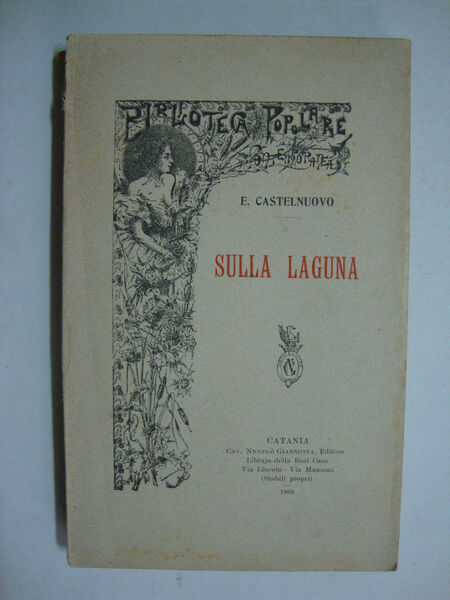 BIBLIOTECA POPOLARE
CONTEMPORANEA
E. CASTELNUOVO
SULLA LAGUNA
CATANIA
CAV. NICCOLÒ GIANNOTTA, Editore
Libraio della Real Casa
Via Lincoln - Via Manzoni
(Stabili propri)
1908